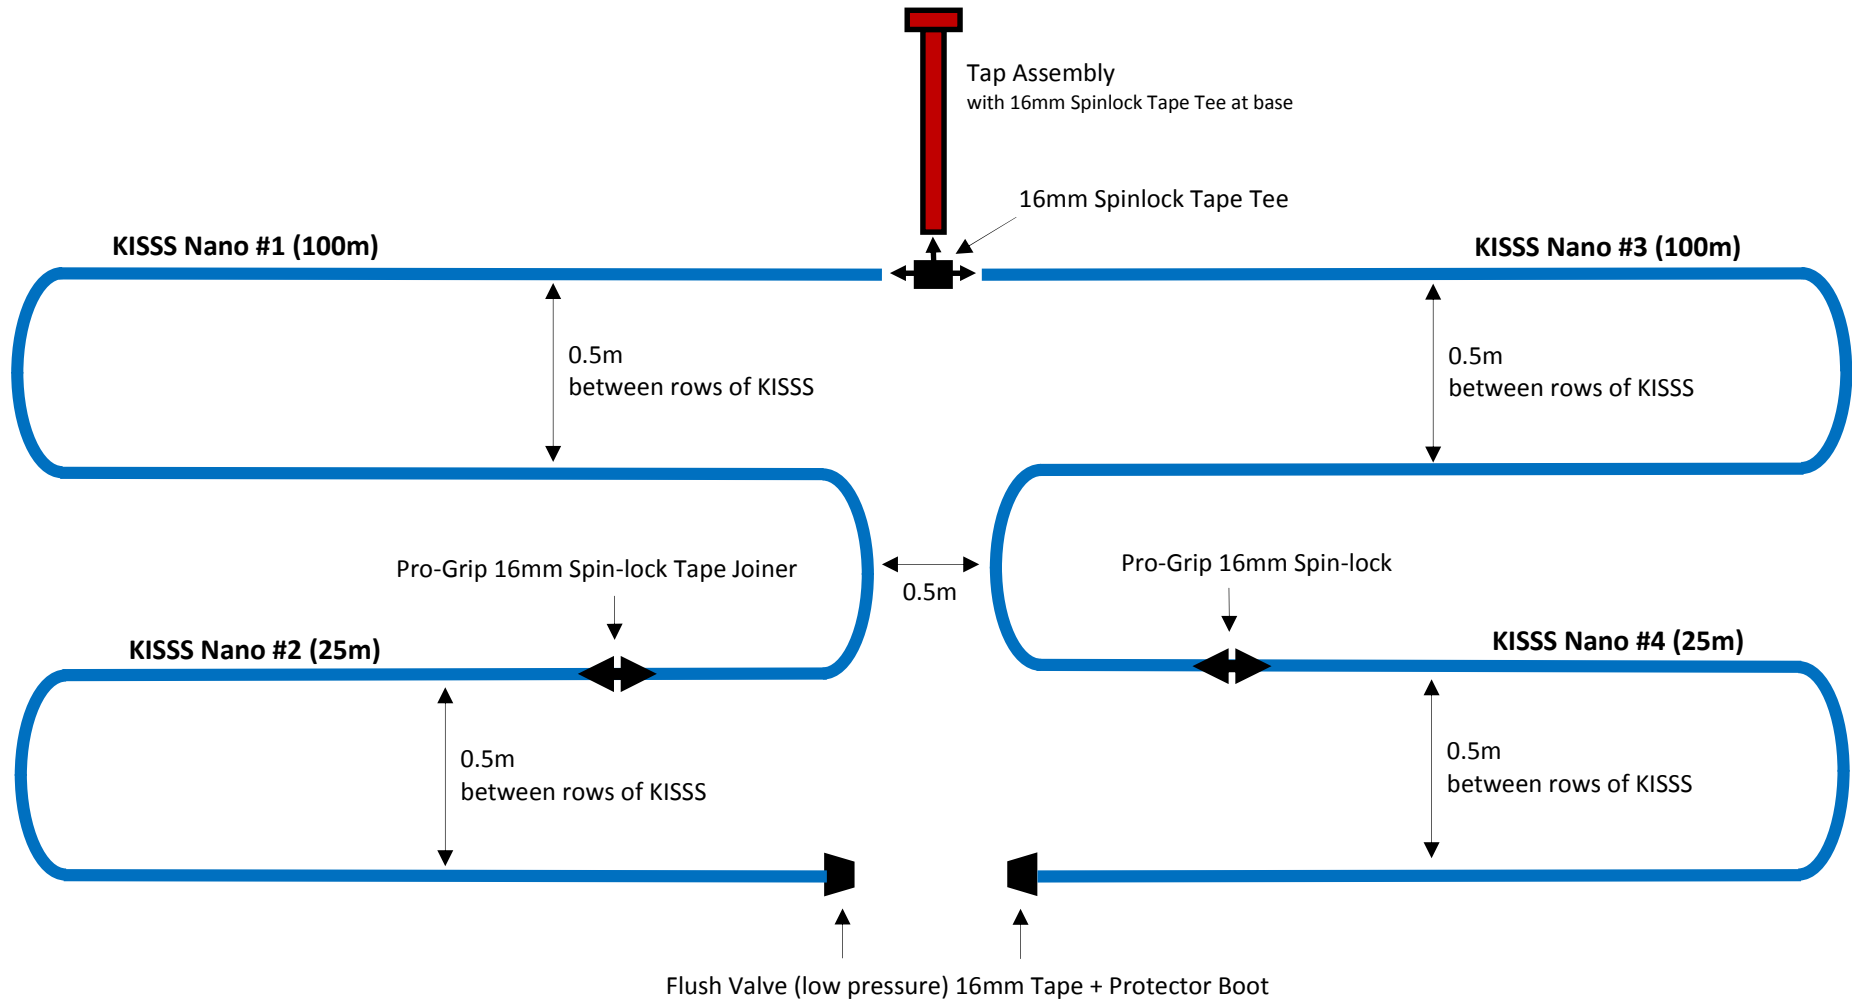 Tap Assembly
with 16mm Spinlock Tape Tee at base
16mm Spinlock Tape Tee
KISSS Nano #1 (100m)
KISSS Nano #3 (100m)
0.5m
between rows of KISSS
0.5m
between rows of KISSS
Pro-Grip 16mm Spin-lock Tape Joiner
0.5m
Pro-Grip 16mm Spin-lock
KISSS Nano #2 (25m)
KISSS Nano #4 (25m)
0.5m
between rows of KISSS
0.5m
between rows of KISSS
Flush Valve (low pressure) 16mm Tape + Protector Boot